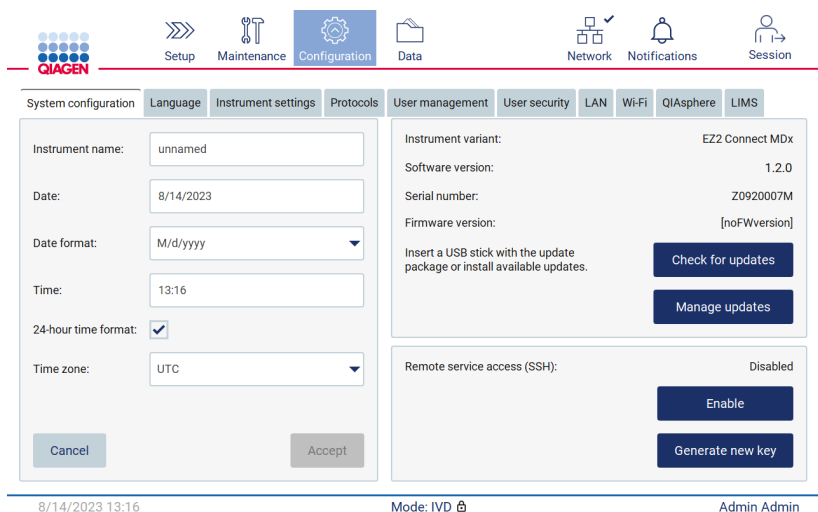 QIAGEN
Setup
Maintenance
Configuration
Data
Network
Notifications
Session
System configuration
Language
Instrument settings
Protocols
User management
User security
LAN
Wi-Fi
QIAsphere
LIMS
Instrument name:
unnamed
Date:
8/14/2023
Date format:
M/d/yyyy
Time:
13:16
24-hour time format:
Time zone:
UTC
Cancel
Accept
Instrument variant:
EZ2 Connect MDx
Software version:
1.2.0
Serial number:
Z0920007M
Firmware version:
[noFWversion]
Insert a USB stick with the update
package or install available updates.
Check for updates
Manage updates
Remote service access (SSH):
Disabled
Enable
Generate new key
8/14/2023 13:16
Mode: IVD
Admin Admin